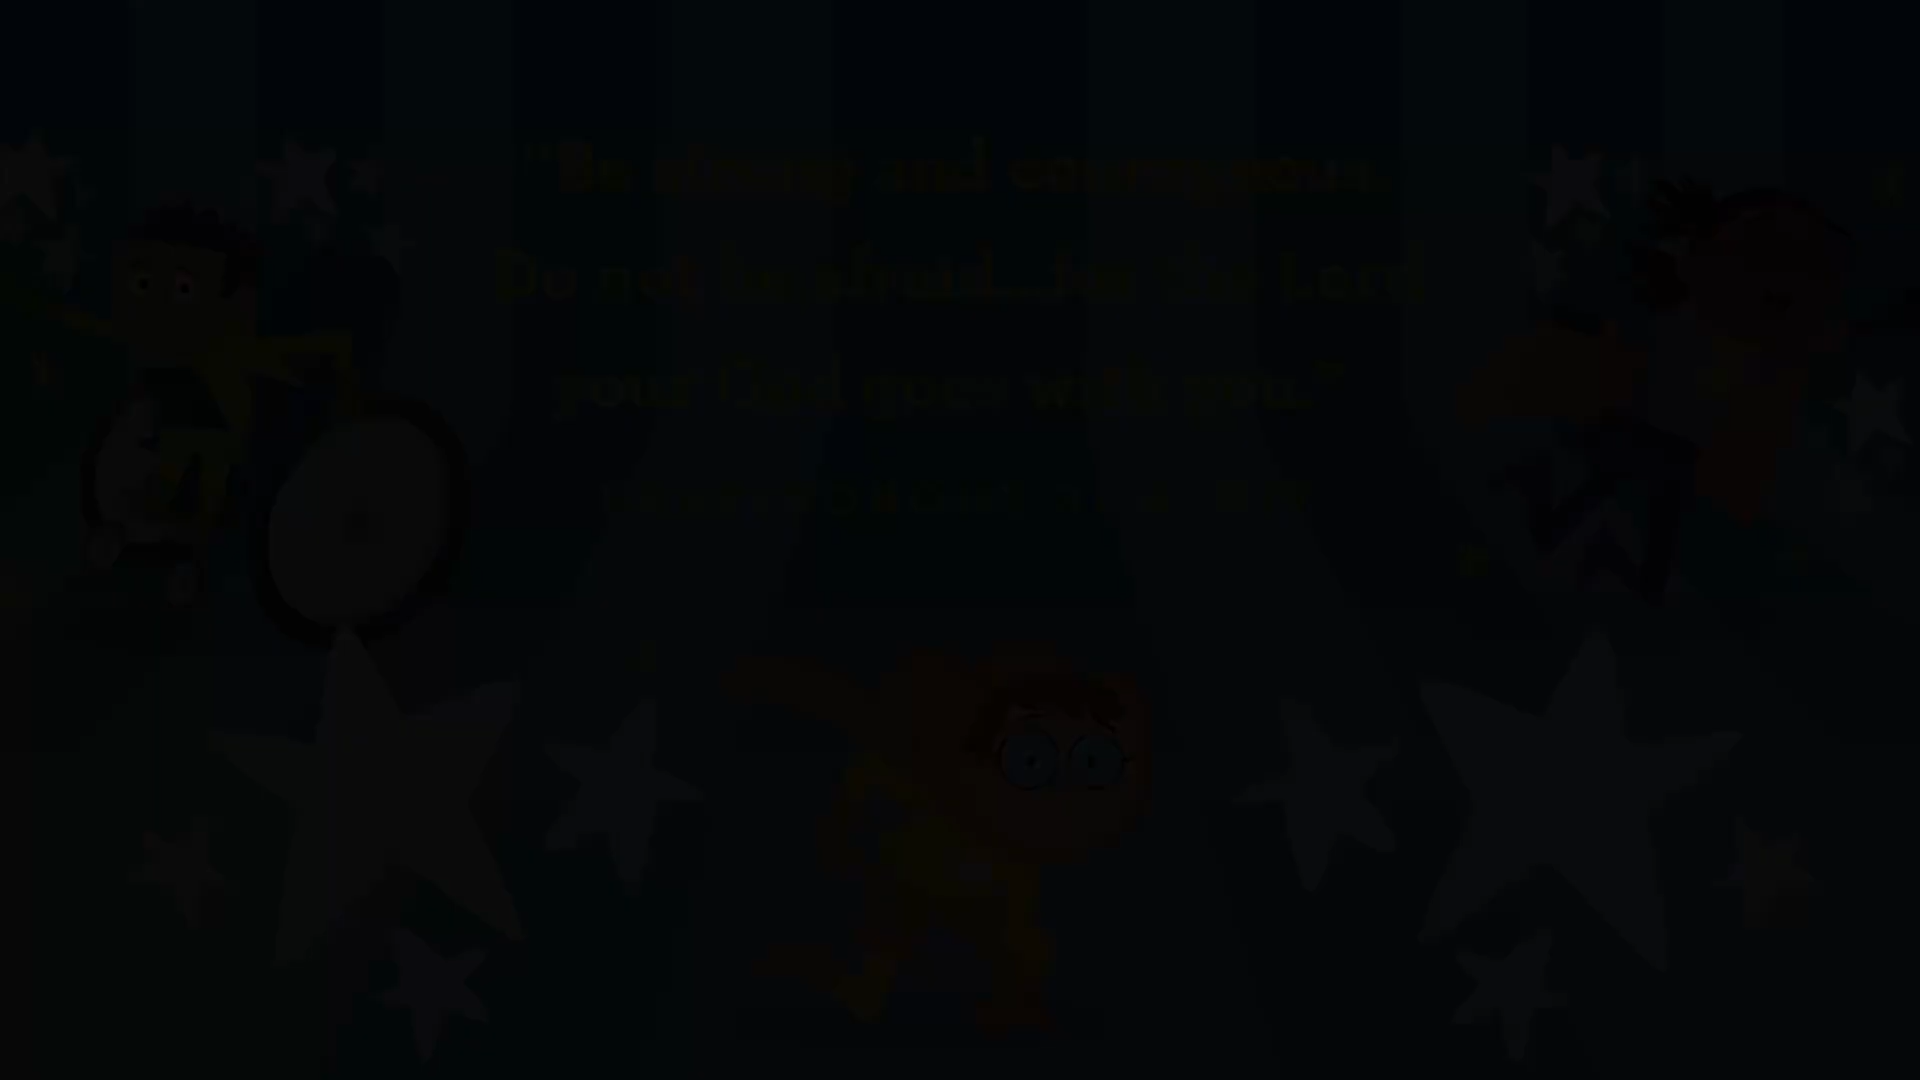 "Be strong and courageous.
Do not be afraid...for the Lord
your God goes with you."